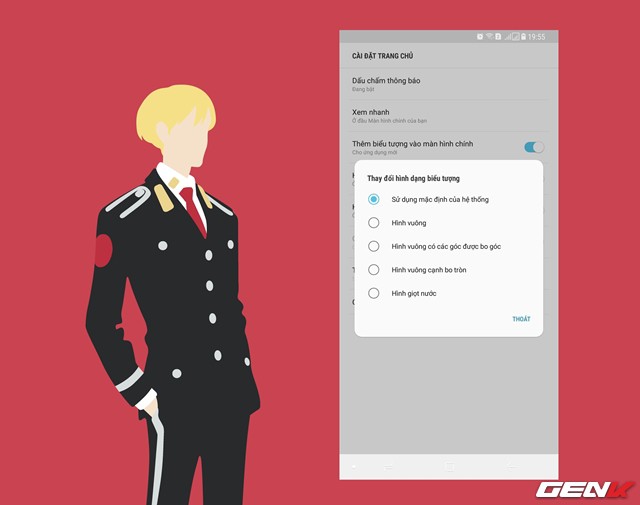 19:55
CÀI ĐẶT TRANG CHỦ
Dấu chấm thông báo
Đang bật
Xem nhanh
Ở đầu Màn hình chính của bạn
Thêm biểu tượng vào màn hình chính
Cho ứng dụng mới
Thay đổi hình dạng biểu tượng
Sử dụng mặc định của hệ thống
Hình vuông
Hình vuông có các góc được bo góc
Hình vuông cạnh bo tròn
Hình giọt nước
THOÁT
GENK